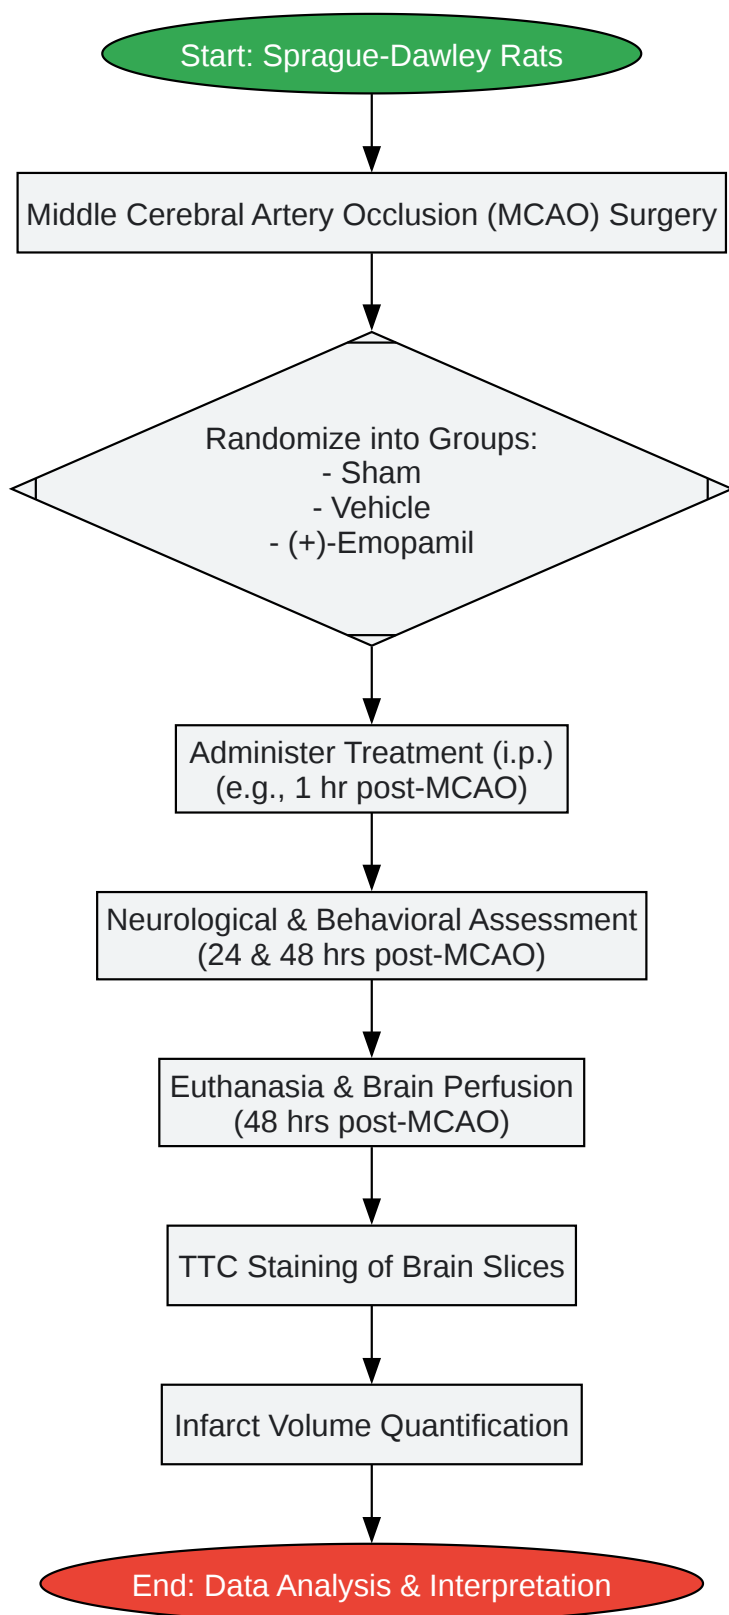 Start: Sprague-Dawley Rats
Middle Cerebral Artery Occlusion (MCAO) Surgery
Randomize into Groups:
- Sham
- Vehicle
- (+)-Emopamil
Administer Treatment (i.p.)
(e.g., 1 hr post-MCAO)
Neurological & Behavioral Assessment
(24 & 48 hrs post-MCAO)
Euthanasia & Brain Perfusion
(48 hrs post-MCAO)
TTC Staining of Brain Slices
Infarct Volume Quantification
End: Data Analysis & Interpretation